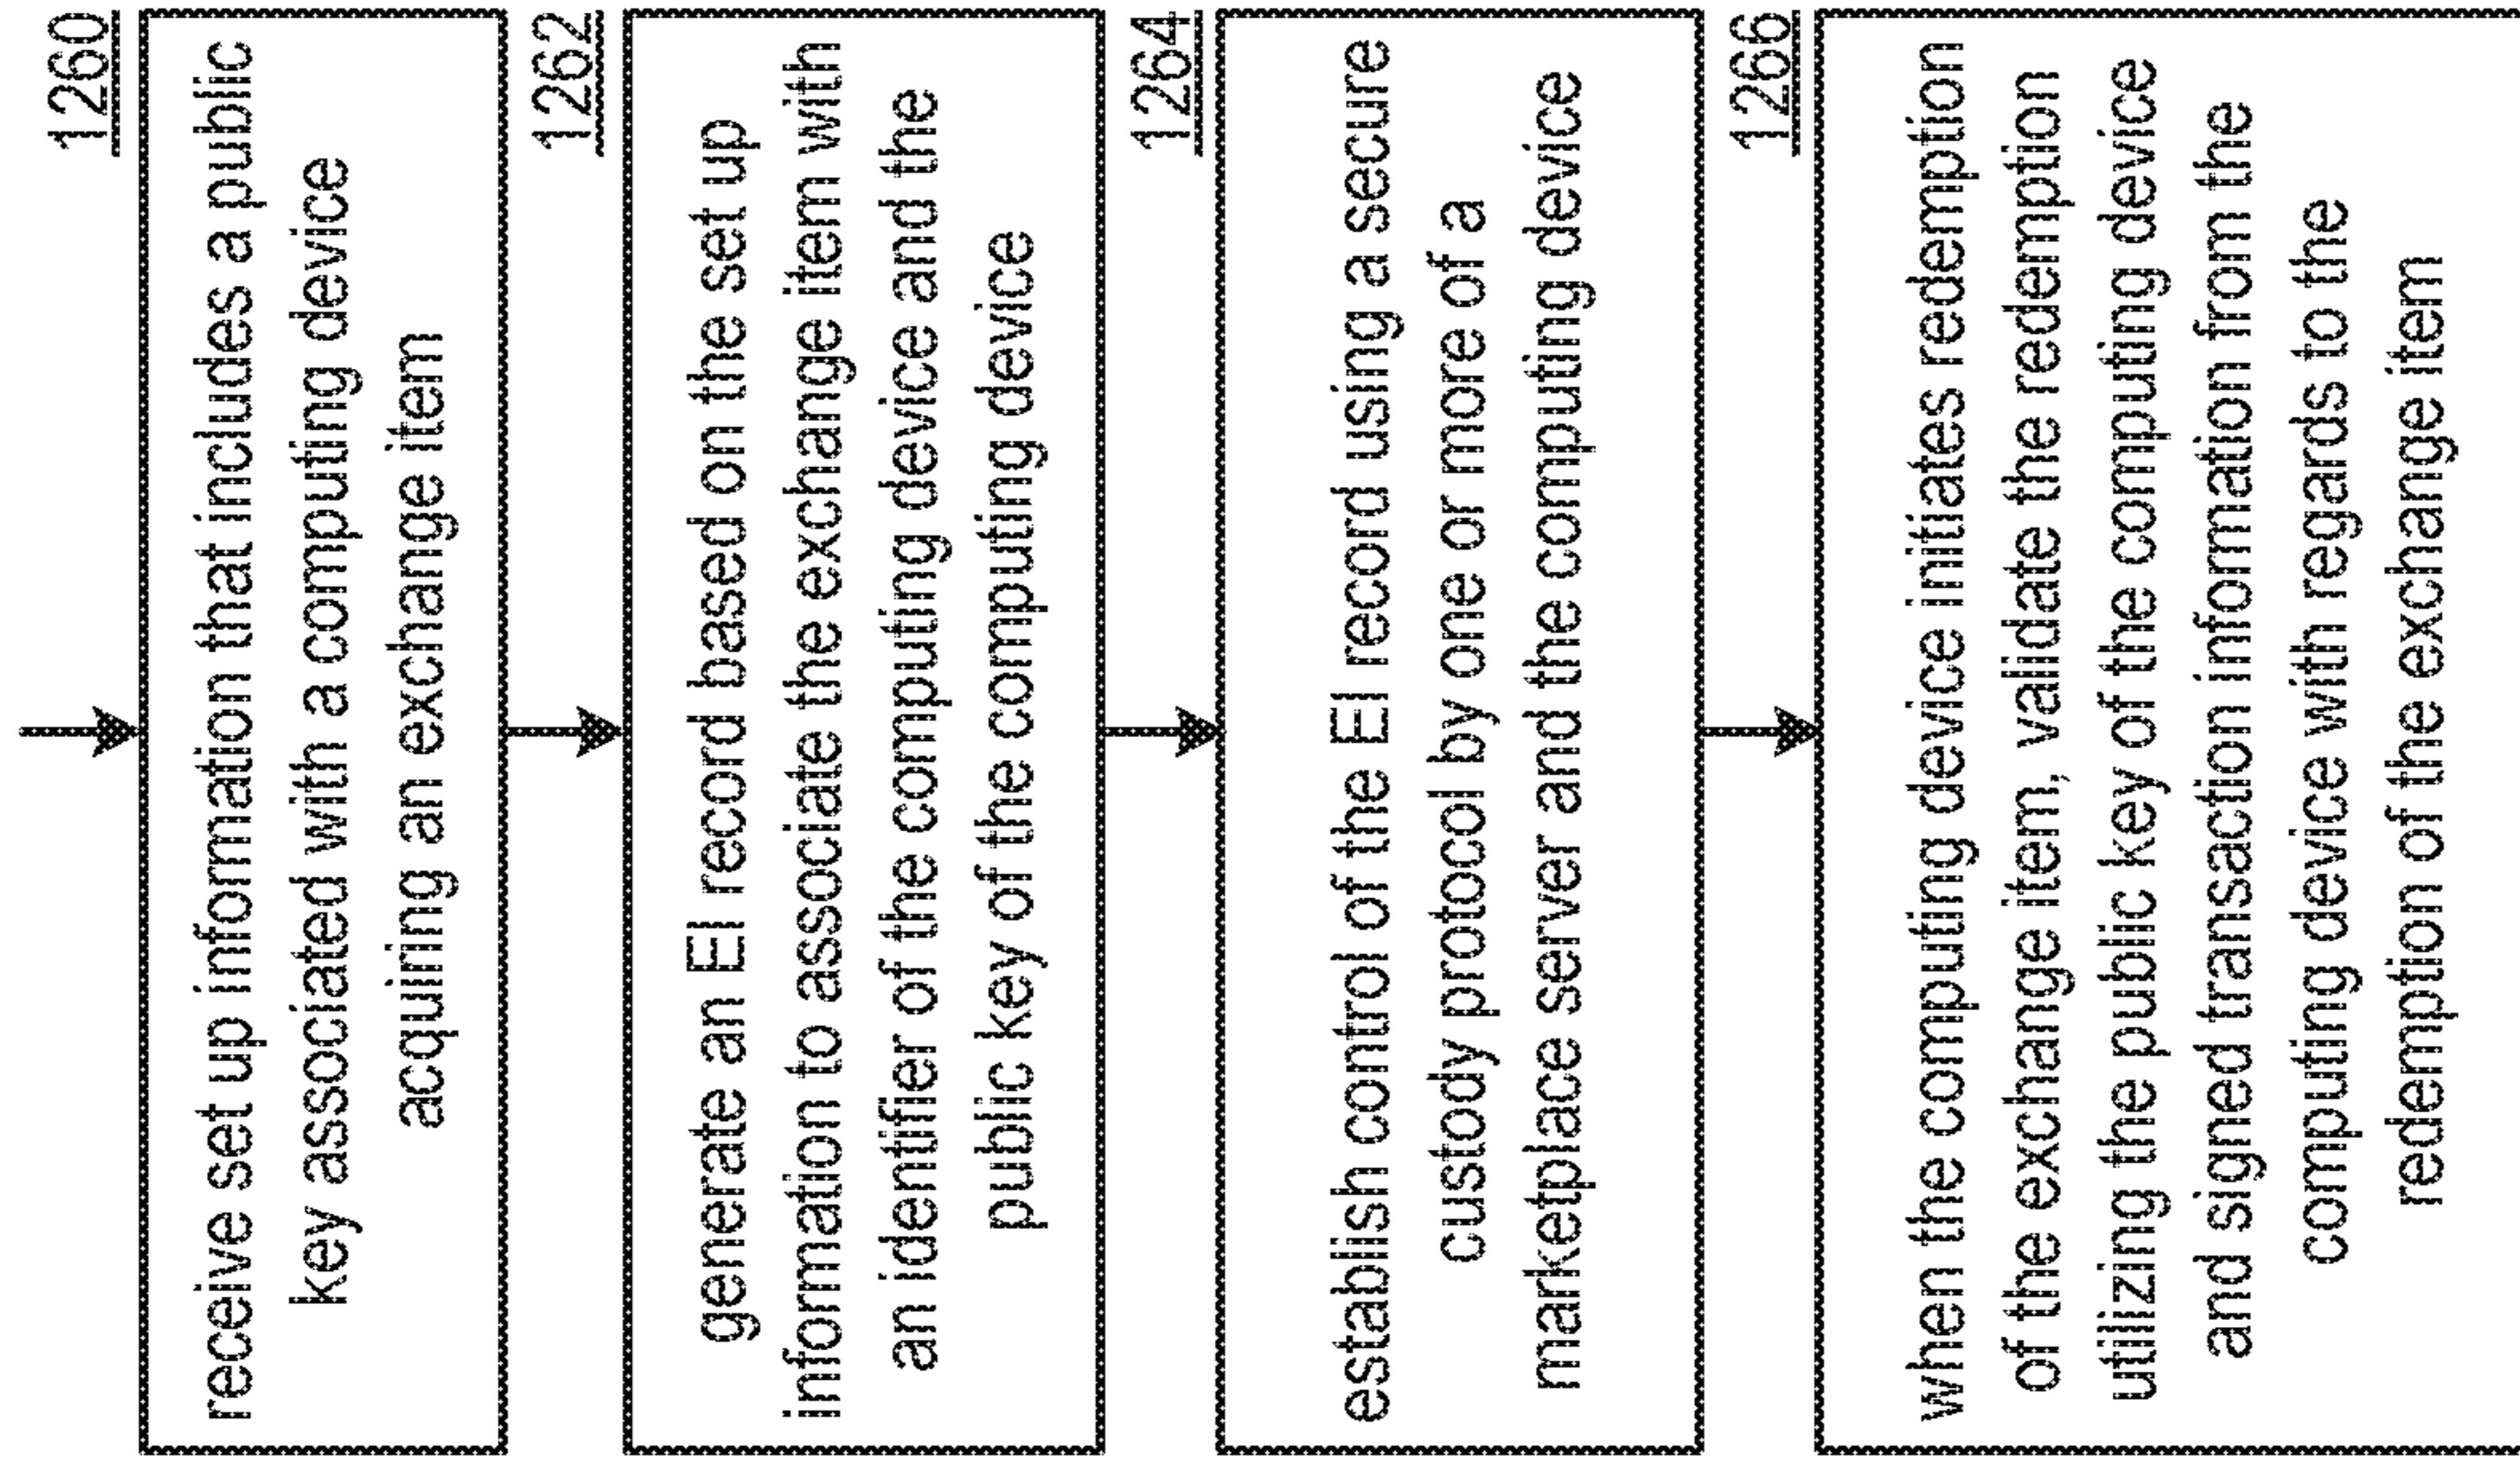 1260
receive set up information that includes a public
key associated with a computing device
acquiring an exchange item
1262
generate an EI record based on the set up
information to associate the exchange item with
an identifier of the computing device and the
public key of the computing device
1264
establish control of the EI record using a secure
custody protocol by one or more of a
marketplace server and the computing device
1266
when the computing device initiates redemption
of the exchange item, validate the redemption
utilizing the public key of the computing device
and signed transaction information from the
computing device with regards to the
redemption of the exchange item